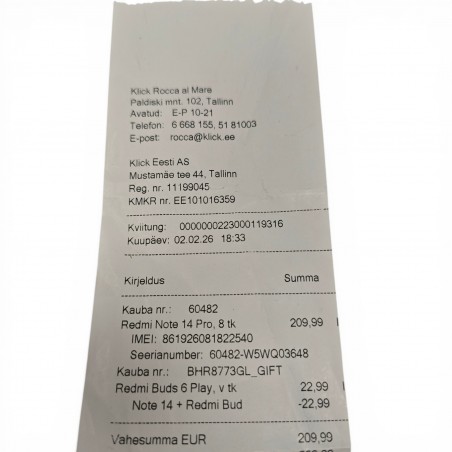 Klick Rocca al Mare
Paldiski mnt. 102, Tallinn
Avatud: E-P 10-21
Telefon: 6 668 155, 51 81003
E-post: rocca@klick.ee
Klick Eesti AS
Mustamäe tee 44, Tallinn
Reg. nr. 11199045
KMKR nr. EE101016359
Kviitung: 0000000223000119316
Kuupäev: 02.02.26 18:33
Kirjeldus Summa
Kauba nr.: 60482
Redmi Note 14 Pro, 8 tk 209,99
IMEI: 861926081822540
Seerianumber: 60482-W5WQ03648
Kauba nr.: BHR8773GL_GIFT
Redmi Buds 6 Play, v tk 22,99
Note 14 + Redmi Bud -22,99
Vahesumma EUR 209,99